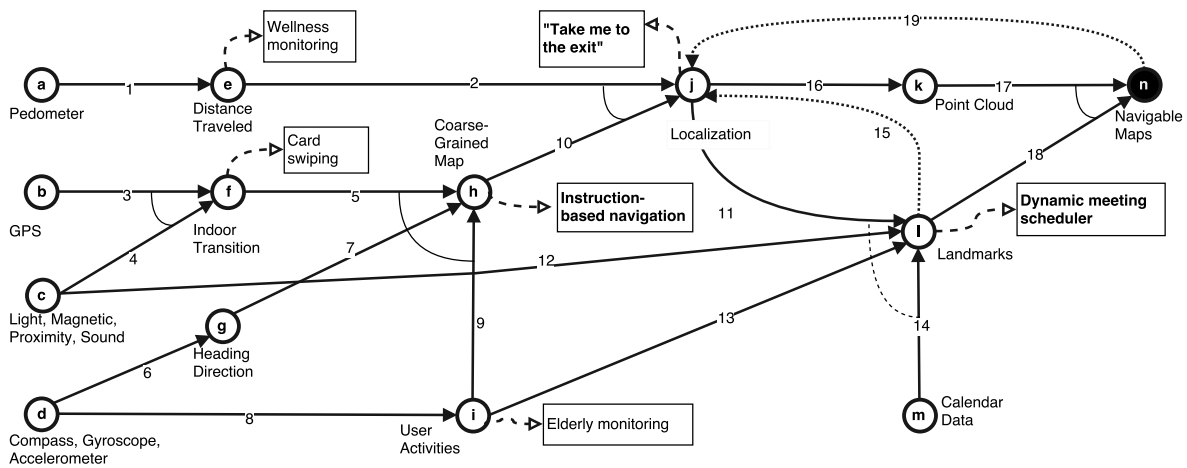 19
Wellness
monitoring
"Take me to
the exit"
a
1
e
2
j
16
k
17
n
Pedometer
Distance
Traveled
Point Cloud
Navigable
Maps
Coarse-
Grained
Map
Localization
15
10
Card
swiping
18
b
3
f
5
h
Instruction-
based navigation
Dynamic meeting
scheduler
GPS
Indoor
Transition
11
4
7
l
Landmarks
12
c
Light, Magnetic,
Proximity, Sound
g
9
13
14
Heading
Direction
6
d
8
i
m
Calendar
Data
Compass, Gyroscope,
Accelerometer
User
Activities
Elderly monitoring